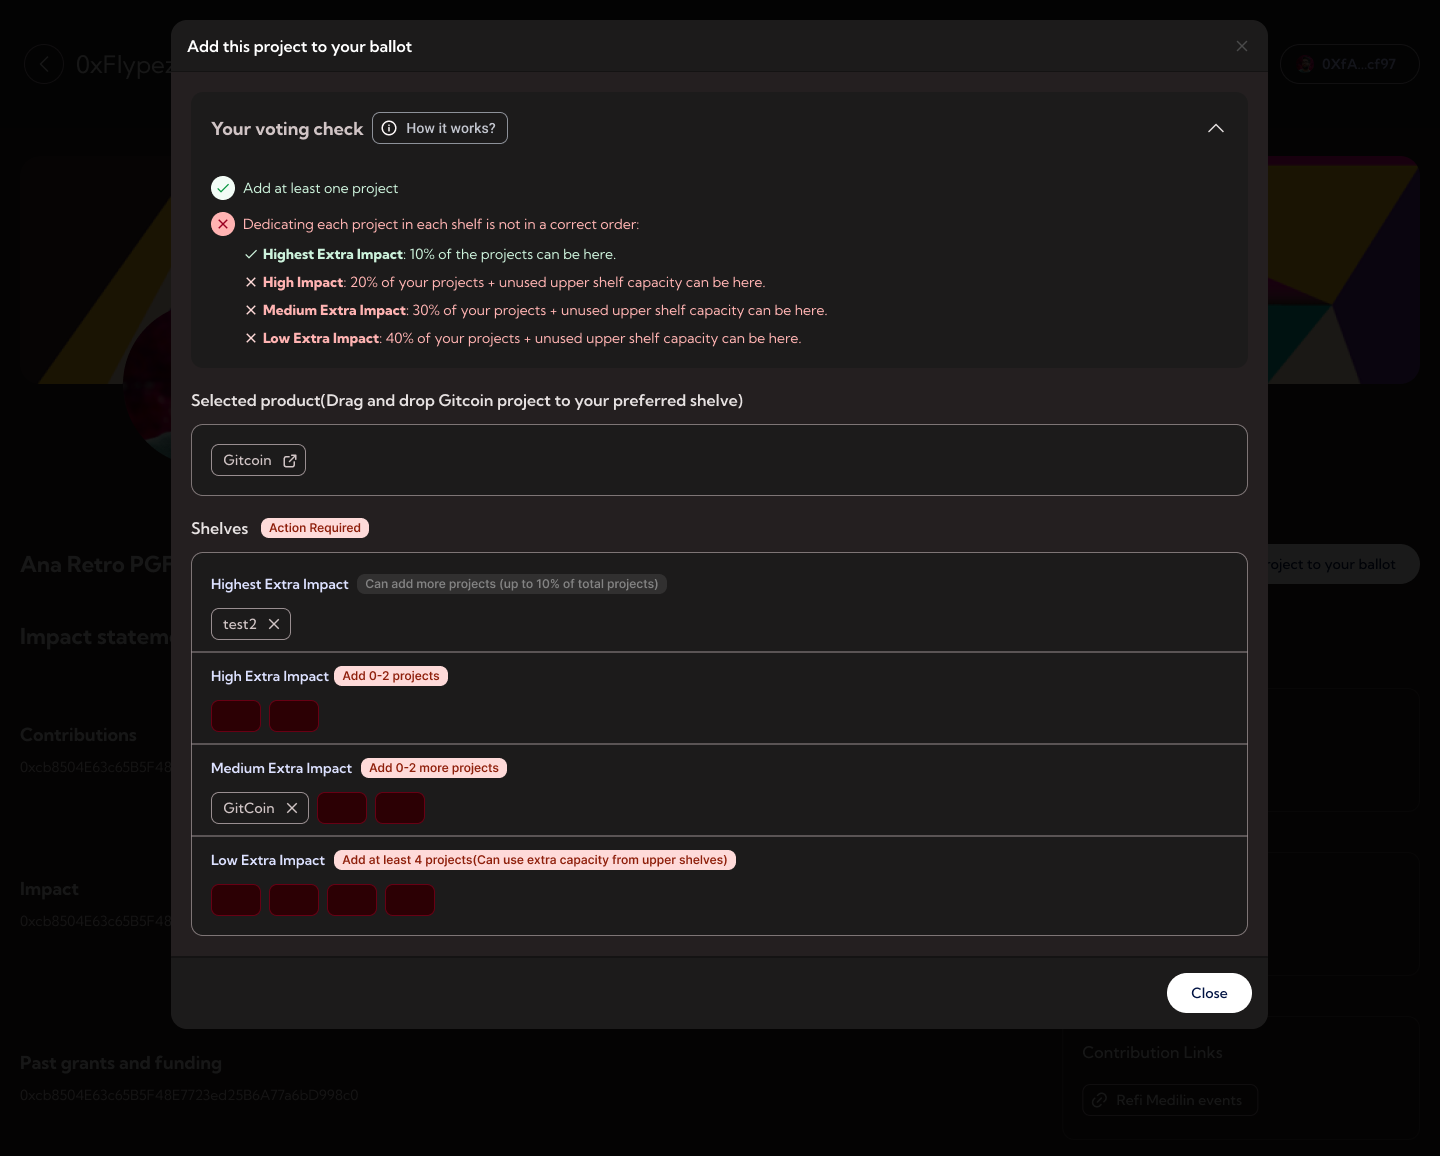 Add this project to your ballot
0xFlypez
0XfA...cf97
Your voting check
How it works?
Add at least one project
Dedicating each project in each shelf is not in a correct order:
Highest Extra Impact: 10% of the projects can be here.
High Impact: 20% of your projects + unused upper shelf capacity can be here.
Medium Extra Impact: 30% of your projects + unused upper shelf capacity can be here.
Low Extra Impact: 40% of your projects + unused upper shelf capacity can be here.
Selected product(Drag and drop Gitcoin project to your preferred shelve)
Gitcoin
Shelves
Action Required
Ana Retro PGF
roject to your ballot
Highest Extra Impact
Can add more projects (up to 10% of total projects)
test2
Impact stateme
High Extra Impact
Add 0-2 projects
Contributions
0xcb8504E63c65B5F48
Medium Extra Impact
Add 0-2 more projects
GitCoin
Low Extra Impact
Add at least 4 projects(Can use extra capacity from upper shelves)
Impact
0xcb8504E63c65B5F48
Close
Past grants and funding
0xcb8504E63c65B5F48E7723ed25B6A77a6bD998c0
Contribution Links
Refi Medilin events